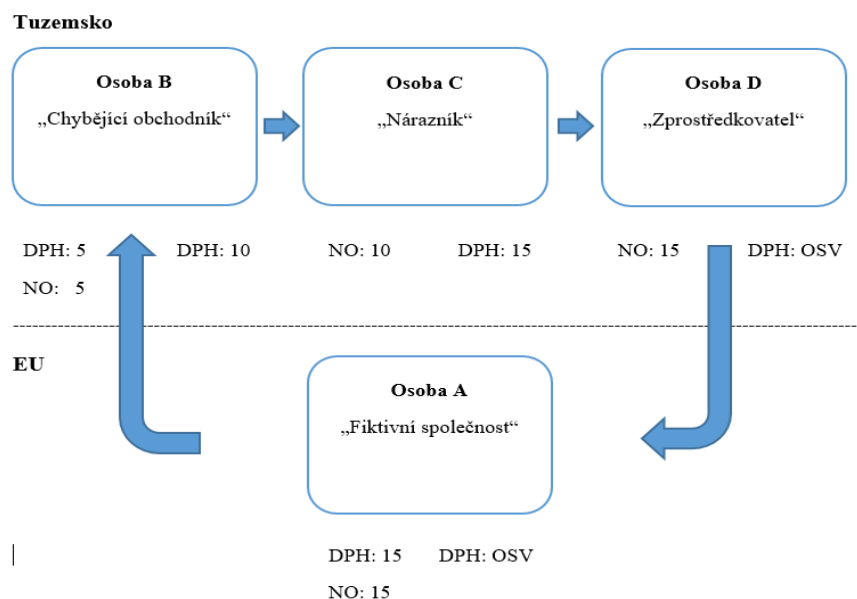 Tuzemsko
Osoba B
„Chybějící obchodník“
Osoba C
„Nárazník“
Osoba D
„Zprostředkovatel“
DPH: 5 DPH: 10 NO: 10 DPH: 15 NO: 15 DPH: OSV
NO: 5
EU
Osoba A
„Fiktivní společnost“
DPH: 15 DPH: OSV
NO: 15